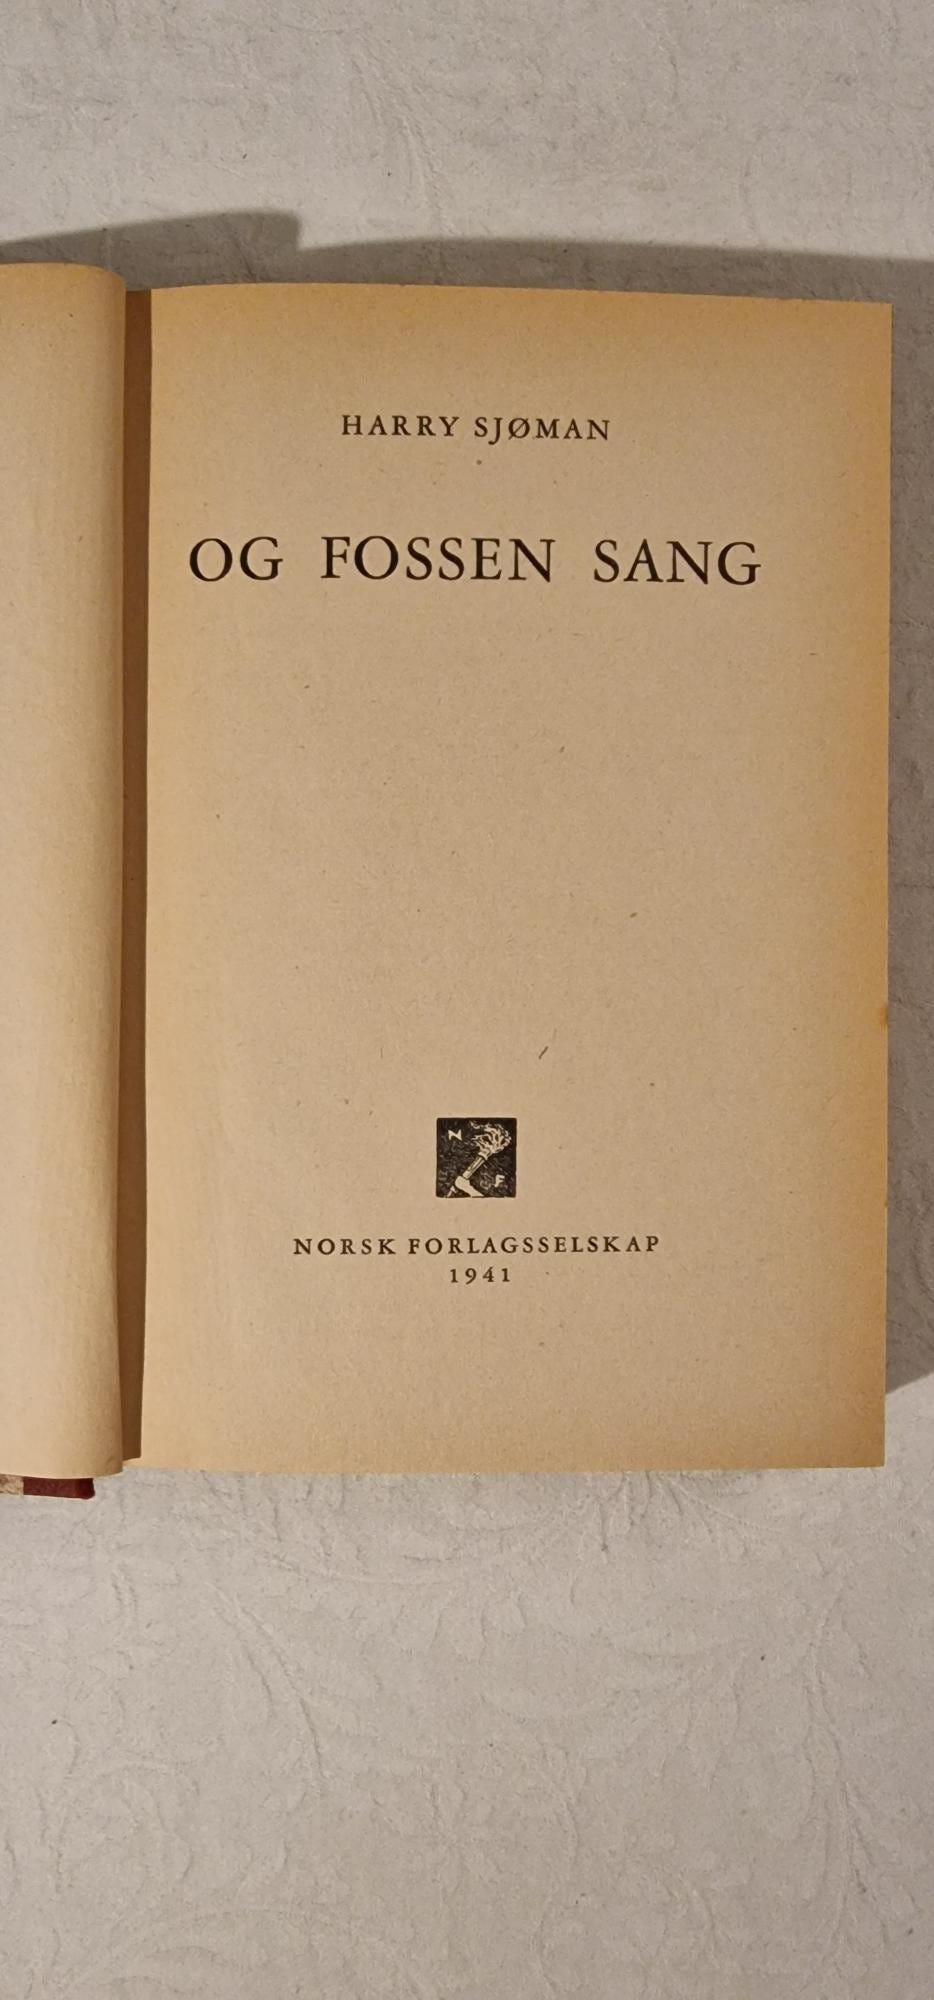 HARRY SJØMAN
OG FOSSEN SANG
N
F
NORSK FORLAGSSELSKAP
1941